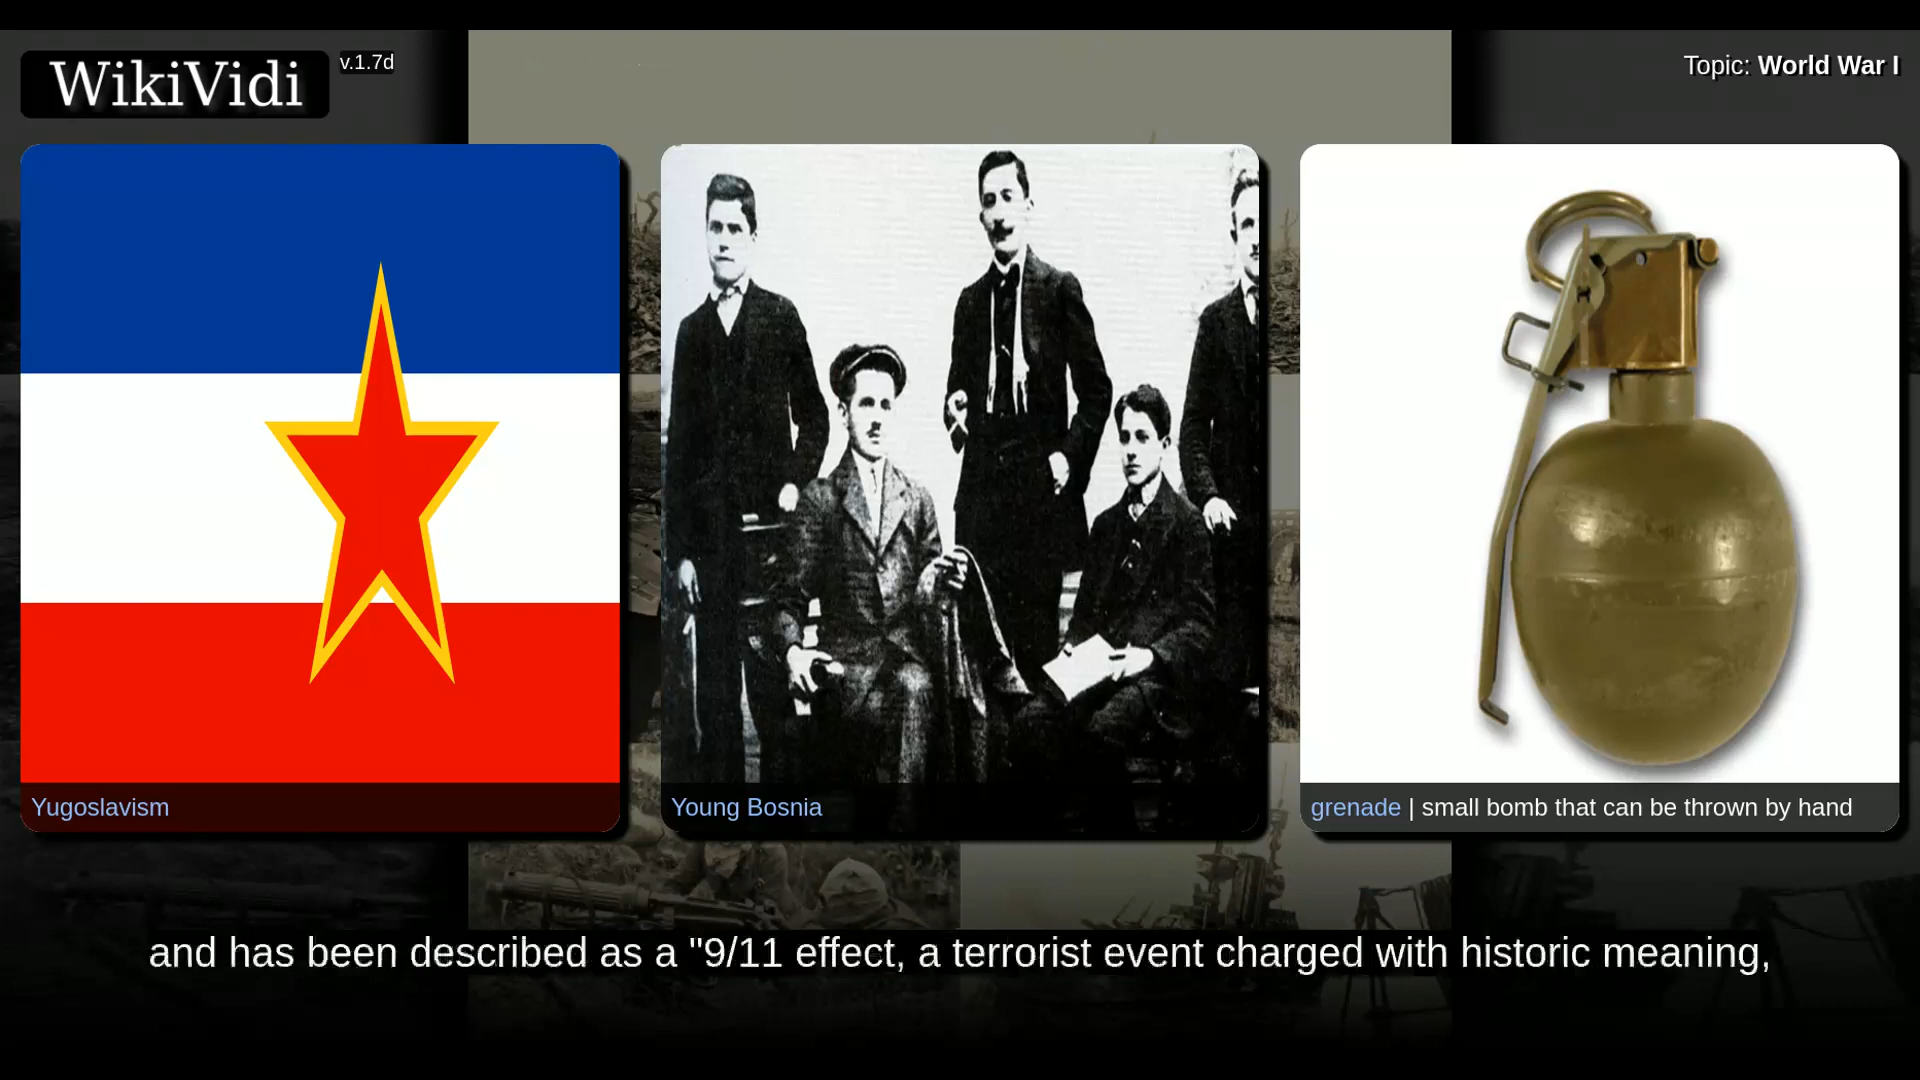 WikiVidi
v.1.7d
Topic: World War I
Yugoslavism
Young Bosnia
grenade | small bomb that can be thrown by hand
and has been described as a "9/11 effect, a terrorist event charged with historic meaning,